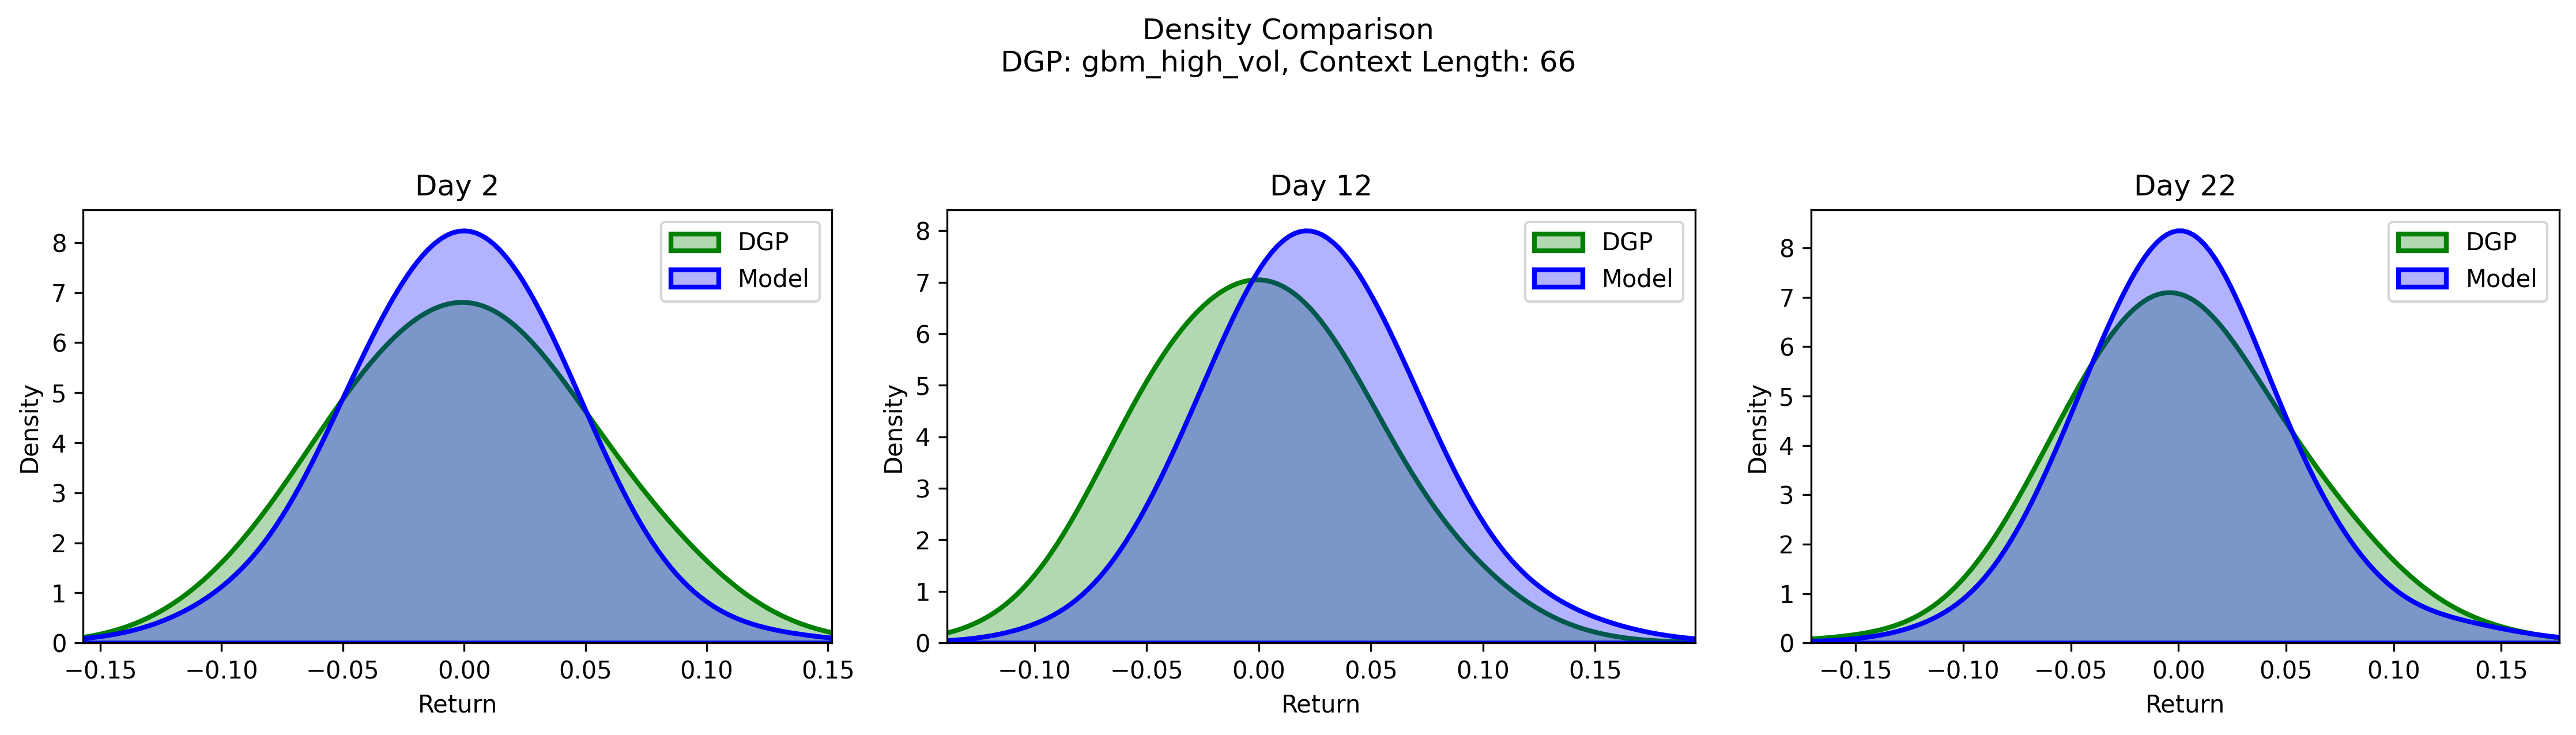 Density Comparison
DGP: gbm_high_vol, Context Length: 66
Day 2
Density
8
7
6
5
4
3
2
1
0
DGP
Model
−0.15 −0.10 −0.05 0.00 0.05 0.10 0.15
Return
Day 12
Density
8
7
6
5
4
3
2
1
0
DGP
Model
−0.10 −0.05 0.00 0.05 0.10 0.15
Return
Day 22
Density
8
7
6
5
4
3
2
1
0
DGP
Model
−0.15 −0.10 −0.05 0.00 0.05 0.10 0.15
Return